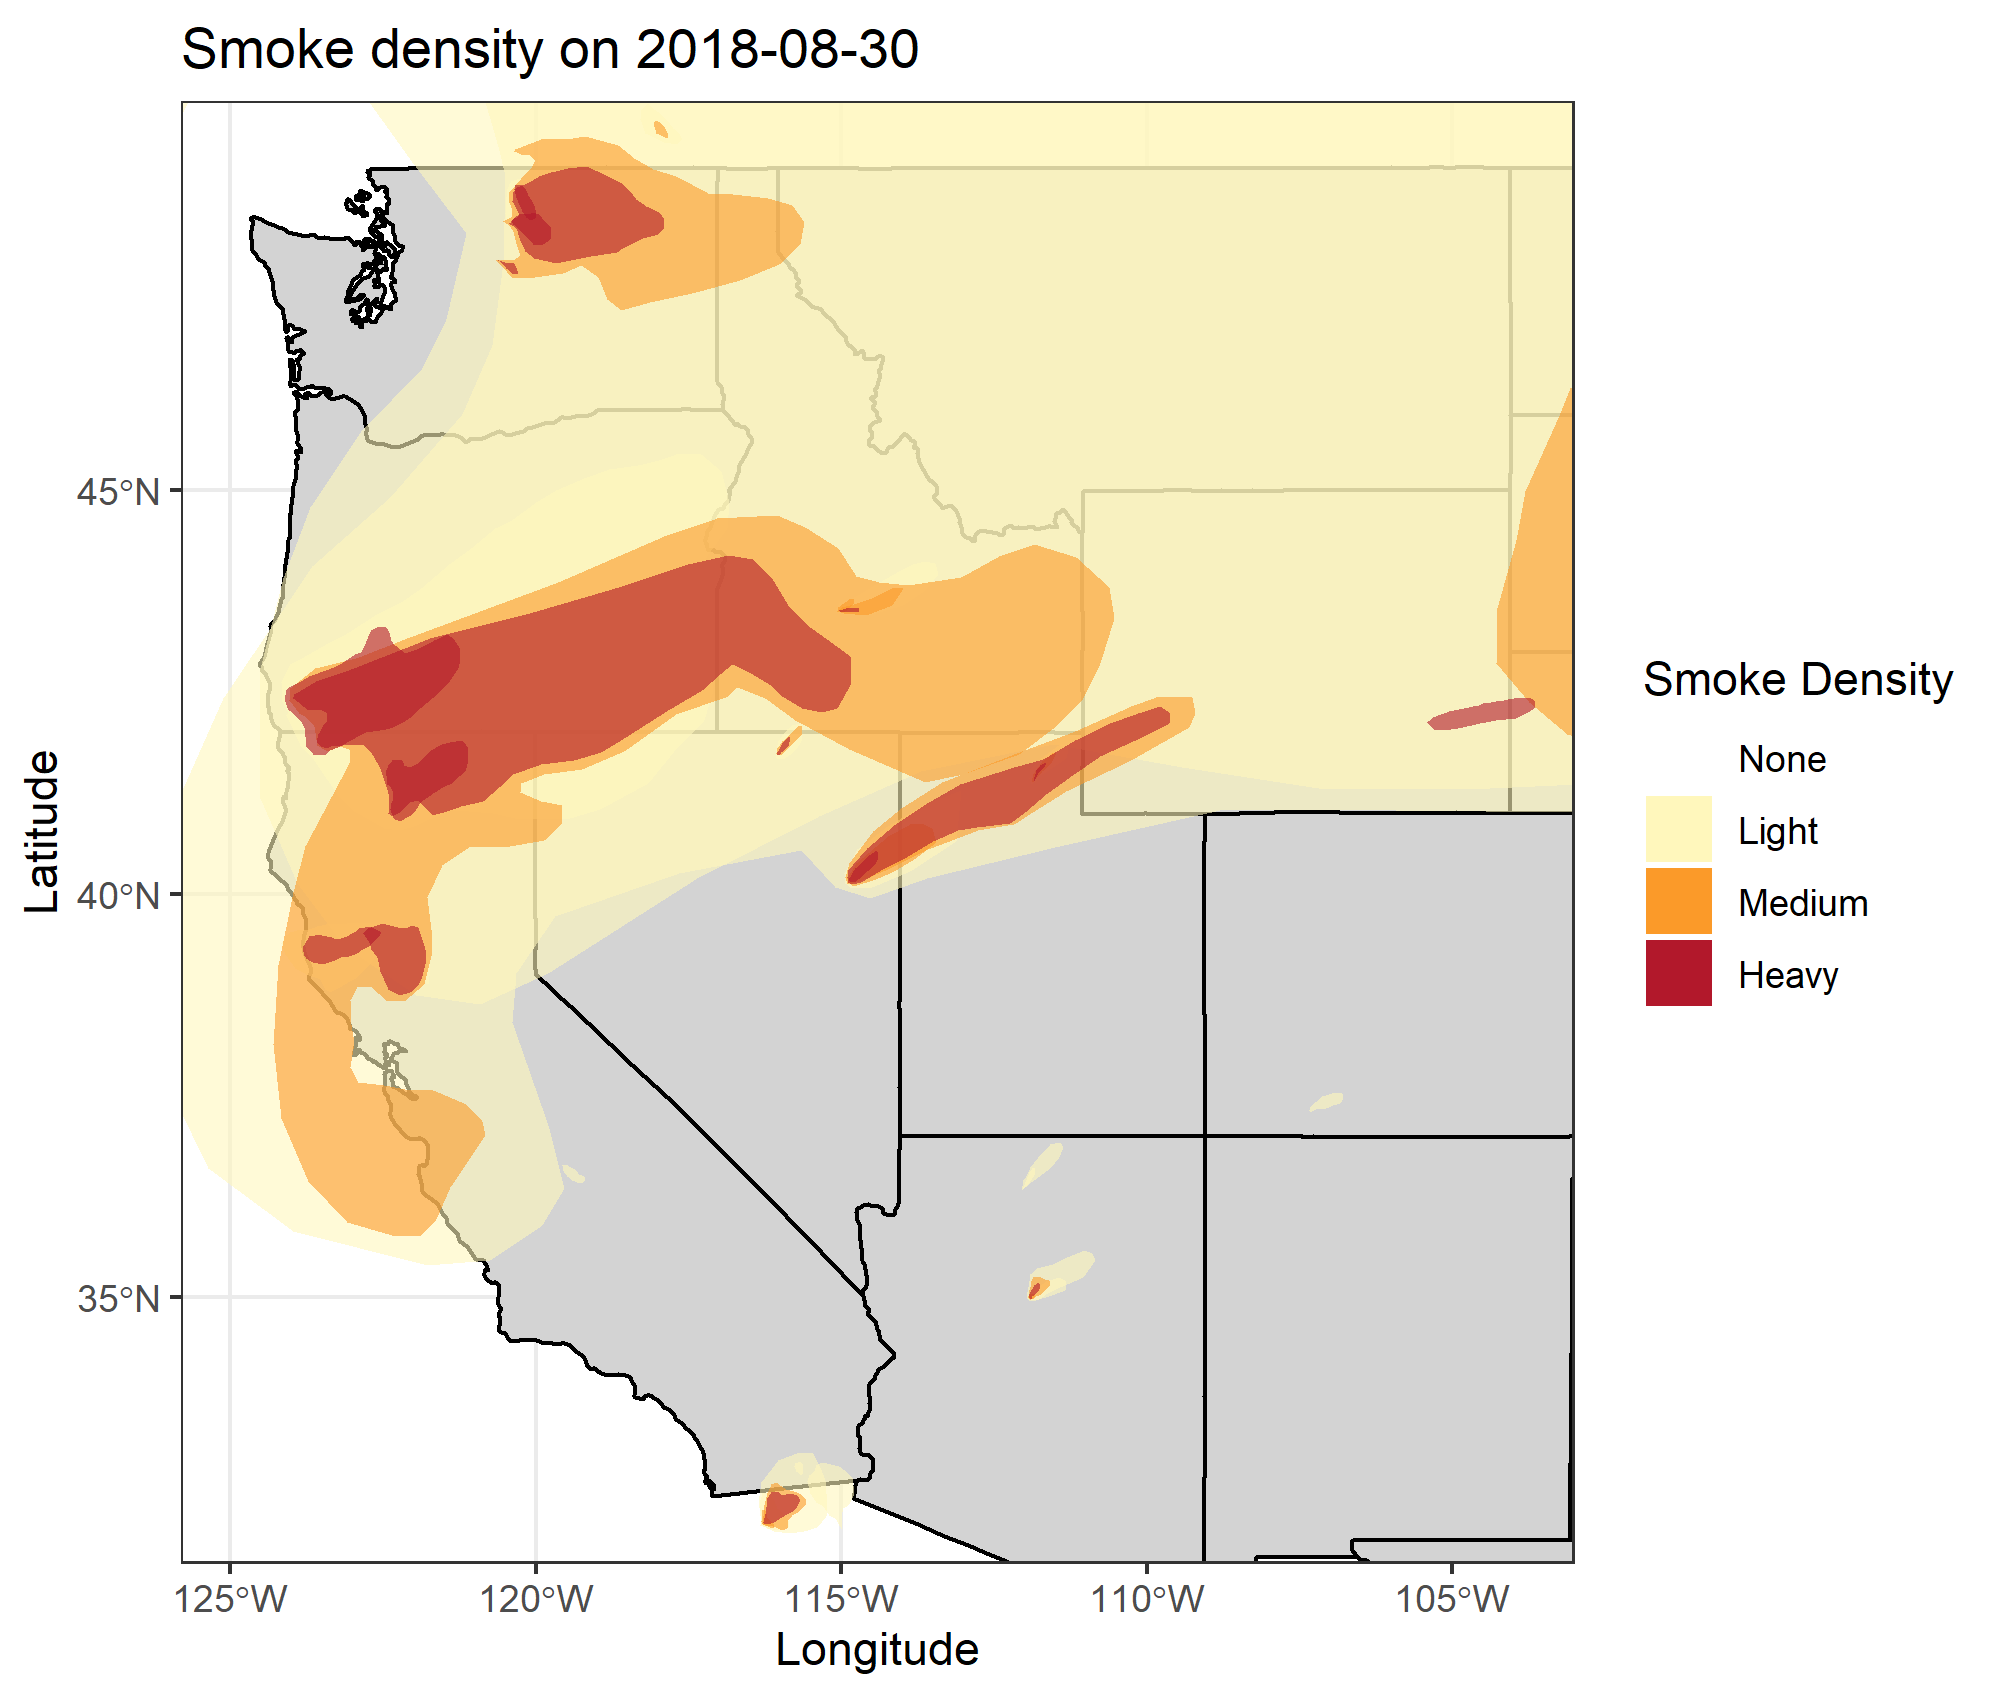 Smoke density on 2018-08-30
45°N
40°N
35°N
Latitude
125°W
120°W
115°W
110°W
105°W
Longitude
Smoke Density
None
Light
Medium
Heavy